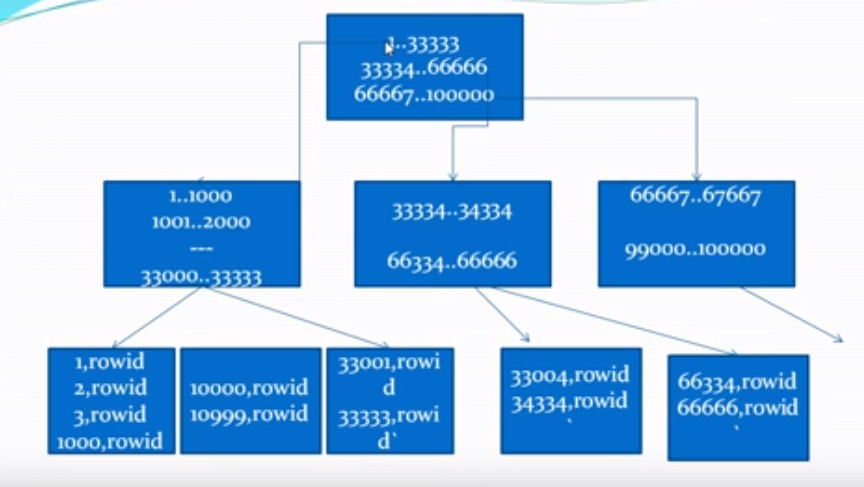 1..33333
33334..66666
66667..100000
1..1000
1001..2000
---
33000..33333
33334..34334
66334..66666
66667..67667
99000..100000
1,rowid
2,rowid
3,rowid
1000,rowid
10000,rowid
10999,rowid
33001,rowi
d
33333,rowi
d`
33004,rowid
34334,rowid
`
66334,rowid
66666,rowid
`